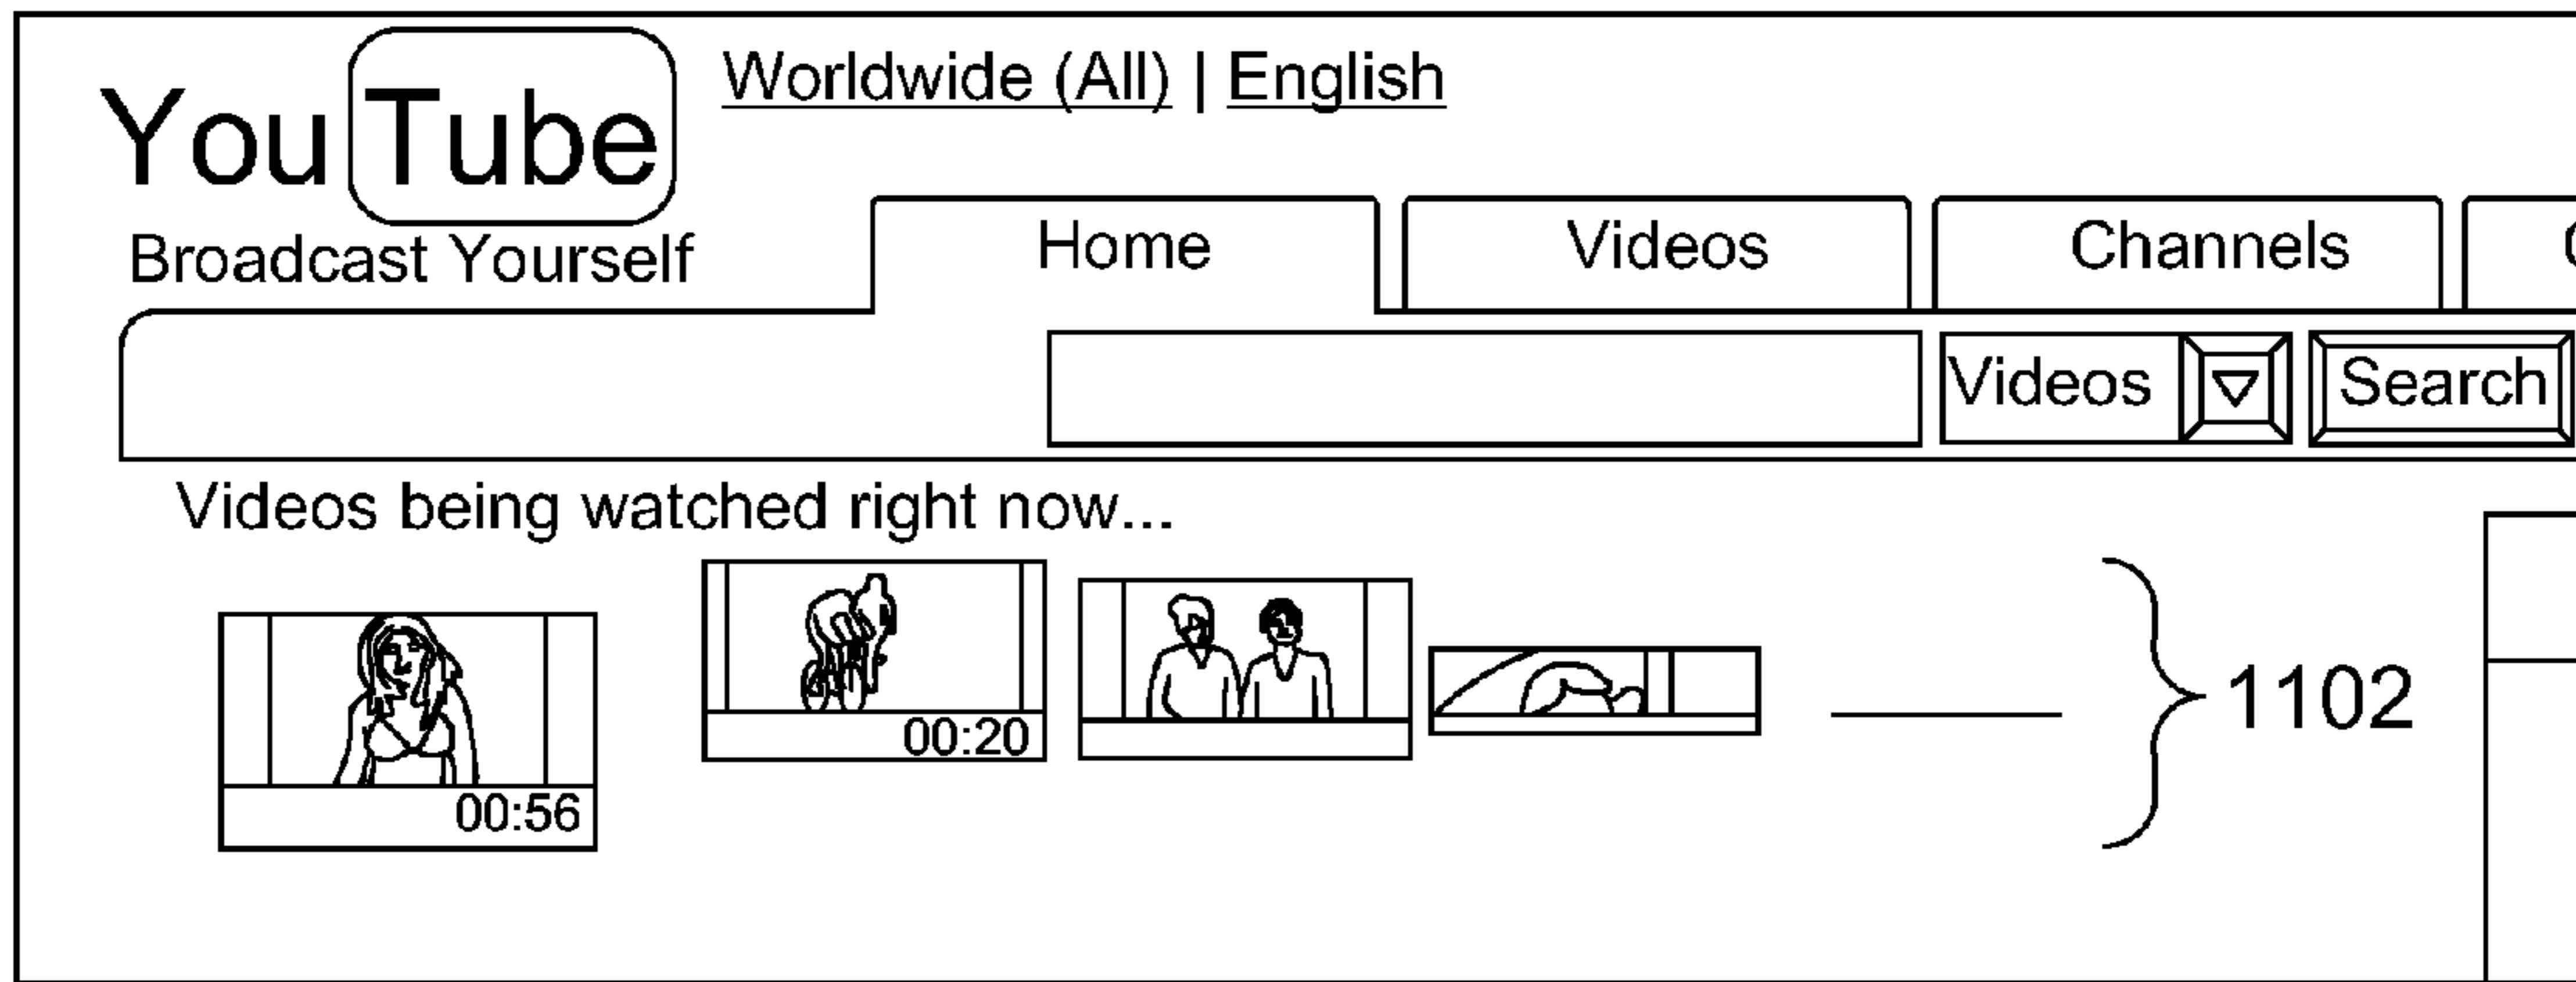 YouTube
Worldwide (All) | English
Broadcast Yourself
Home
Videos
Channels
Videos
Search
Videos being watched right now...
00:56
00:20
1102